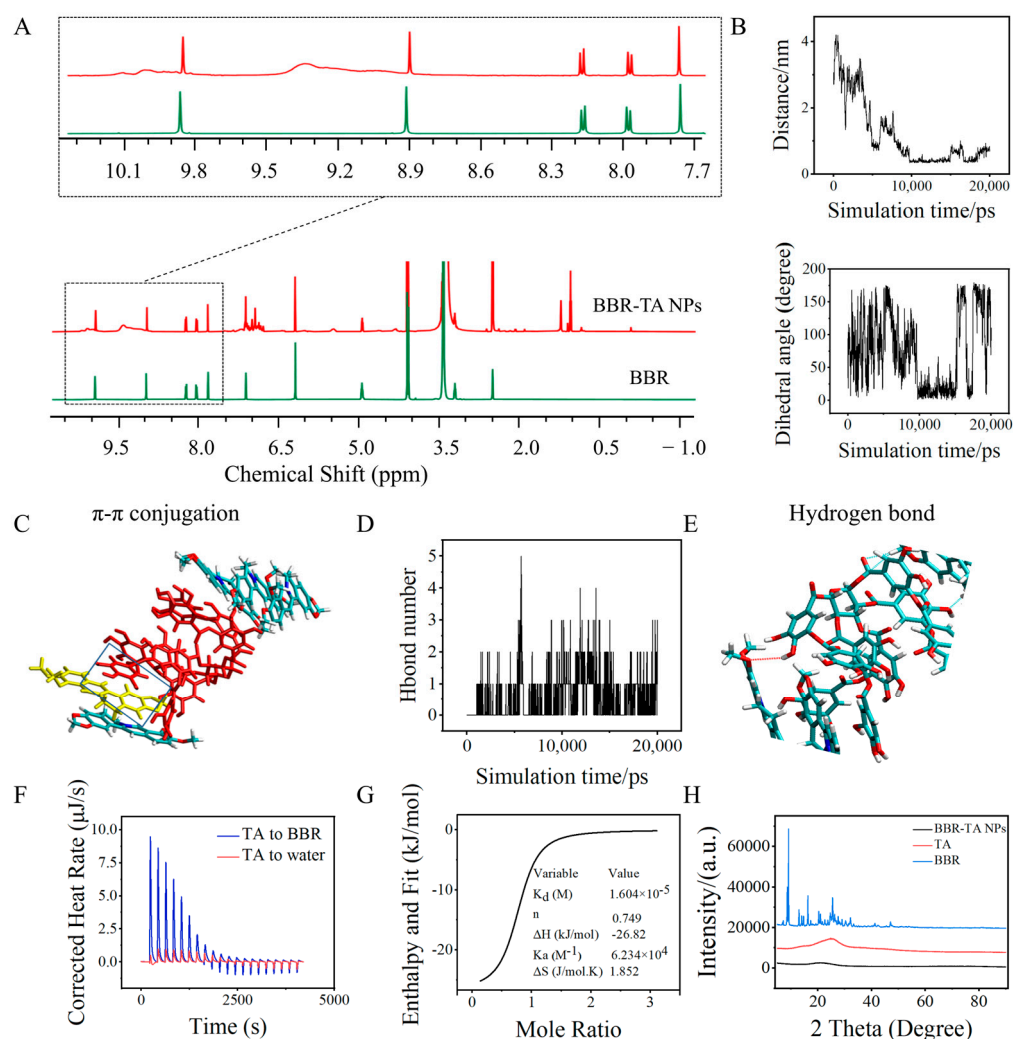 A
10.1 9.8 9.5 9.2 8.9 8.6 8.3 8.0 7.7
BBR-TA NPs
BBR
9.5 8.0 6.5 5.0 3.5 2.0 0.5 −1.0
Chemical Shift (ppm)
B
Distance/nm
4
2
0
0 10,000 20,000
Simulation time/ps
Dihedral angle (degree)
200
150
100
50
0
0 10,000 20,000
Simulation time/ps
C
π-π conjugation
D
Hbond number
5
4
3
2
1
0
0 10,000 20,000
Simulation time/ps
E
Hydrogen bond
F
Corrected Heat Rate (μJ/s)
10.0
7.5
5.0
2.5
0.0
TA to BBR
TA to water
0 2500 5000
Time (s)
G
Enthalpy and Fit (kJ/mol)
0
-10
-20
Variable Value
Kd (M) 1.604×10⁻⁵
n 0.749
ΔH (kJ/mol) -26.82
Ka (M⁻¹) 6.234×10⁴
ΔS (J/mol.K) 1.852
0 1 2 3
Mole Ratio
H
Intensity/(a.u.)
60000
40000
20000
0
BBR-TA NPs
TA
BBR
20 40 60 80
2 Theta (Degree)